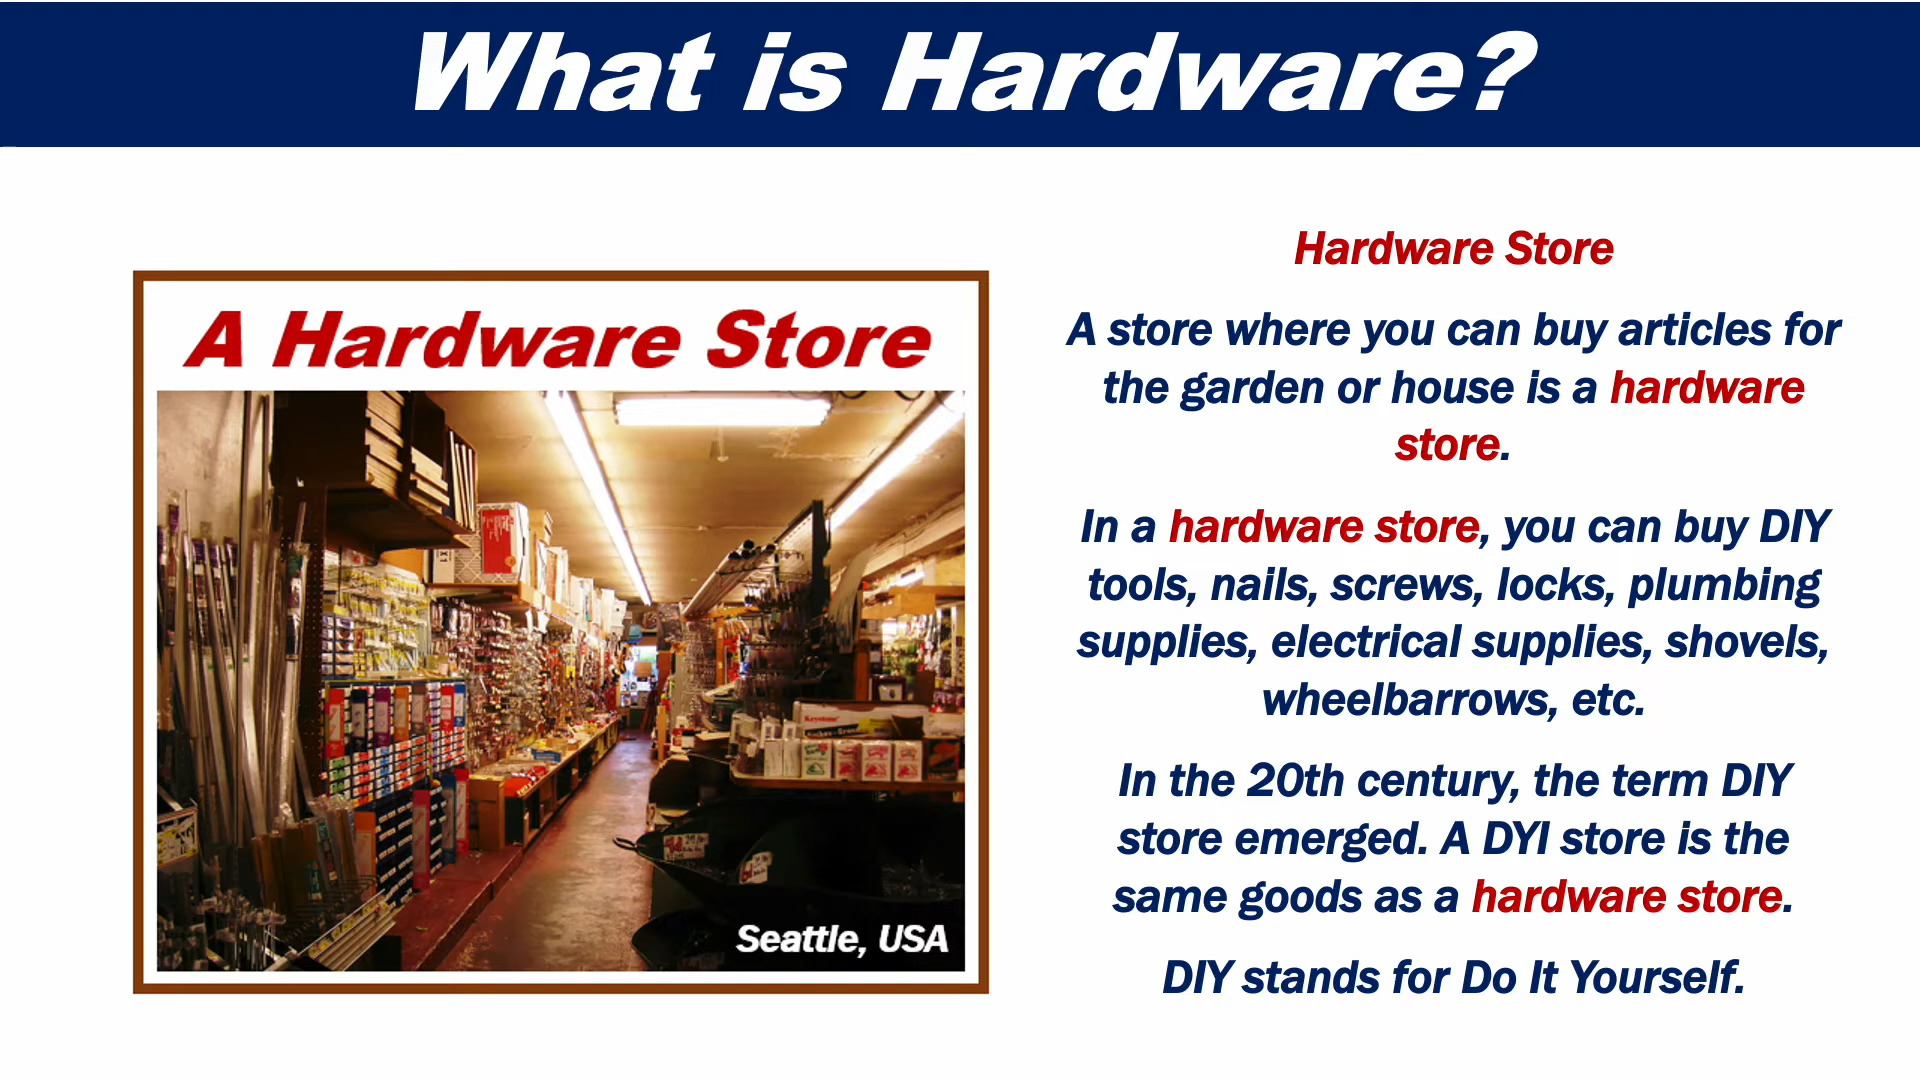 What is Hardware?
A Hardware Store
Seattle, USA
Hardware Store
A store where you can buy articles for
the garden or house is a hardware
store.
In a hardware store, you can buy DIY
tools, nails, screws, locks, plumbing
supplies, electrical supplies, shovels,
wheelbarrows, etc.
In the 20th century, the term DIY
store emerged. A DYI store is the
same goods as a hardware store.
DIY stands for Do It Yourself.
Keystone